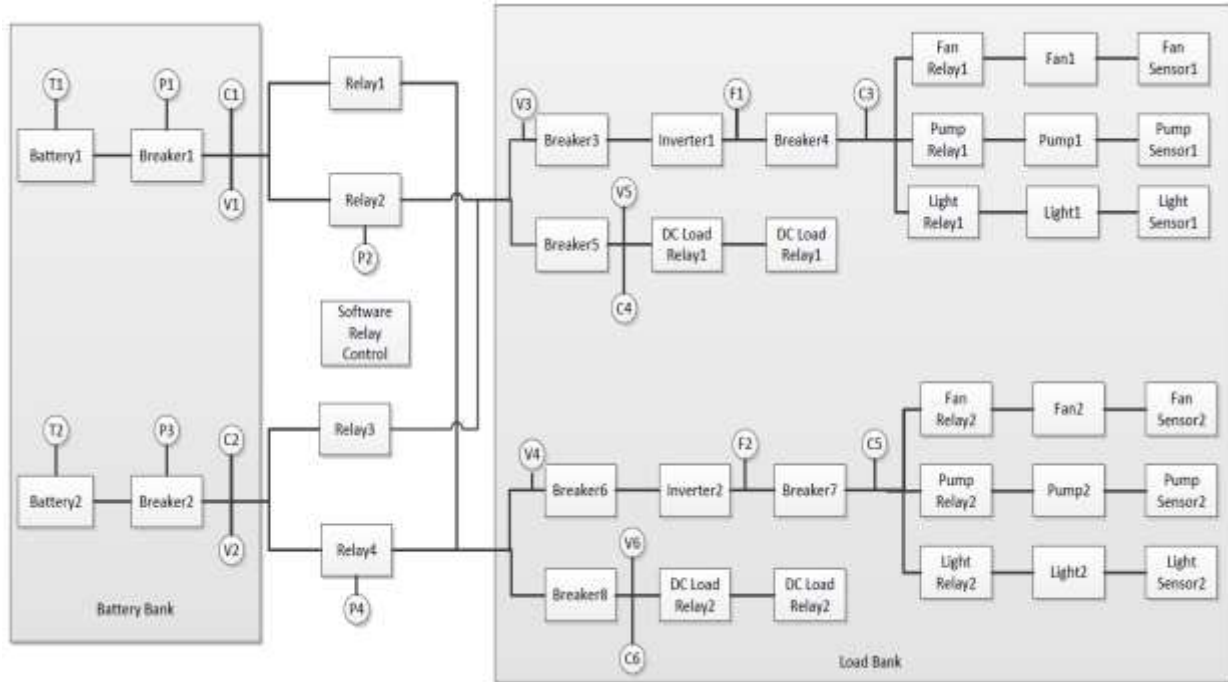 T1
P1
C1
Battery1
Breaker1
V1
Relay1
Relay2
P2
Software
Relay
Control
T2
P3
C2
Battery2
Breaker2
V2
Relay3
Relay4
P4
Battery Bank
V3
Breaker3
Inverter1
F1
Breaker4
C3
Fan
Relay1
Fan1
Fan
Sensor1
Pump
Relay1
Pump1
Pump
Sensor1
Light
Relay1
Light1
Light
Sensor1
Breaker5
V5
C4
DC Load
Relay1
DC Load
Relay1
V4
Breaker6
Inverter2
F2
Breaker7
C5
Fan
Relay2
Fan2
Fan
Sensor2
Pump
Relay2
Pump2
Pump
Sensor2
Light
Relay2
Light2
Light
Sensor2
Breaker8
V6
C6
DC Load
Relay2
DC Load
Relay2
Load Bank